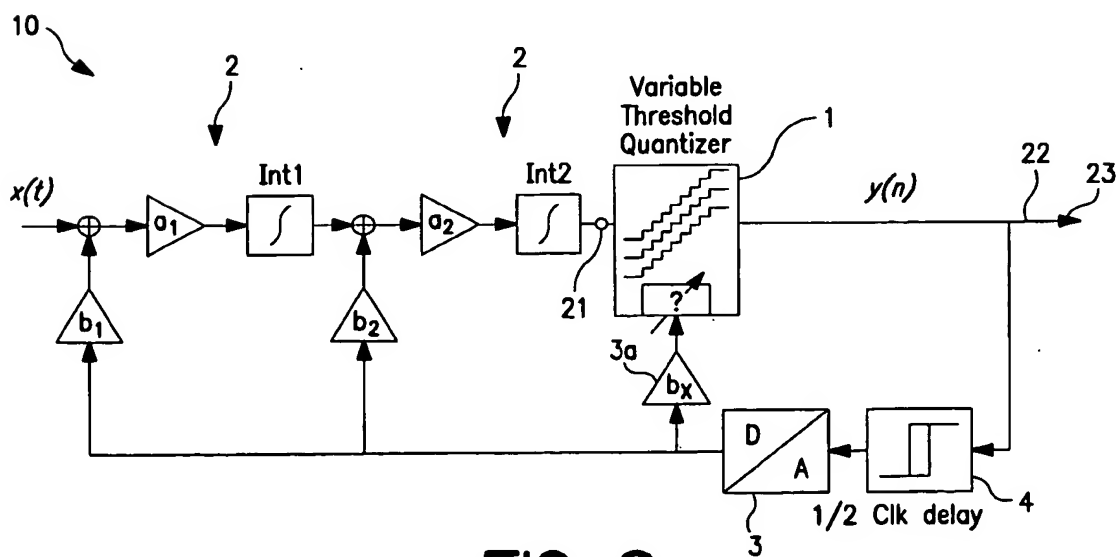 10
2
2
Variable
Threshold
Quantizer
1
x(t)
a1
Int1
a2
Int2
21
y(n)
22
23
?
b1
b2
3a
bx
D
A
3
1/2 Clk delay
4
FIG